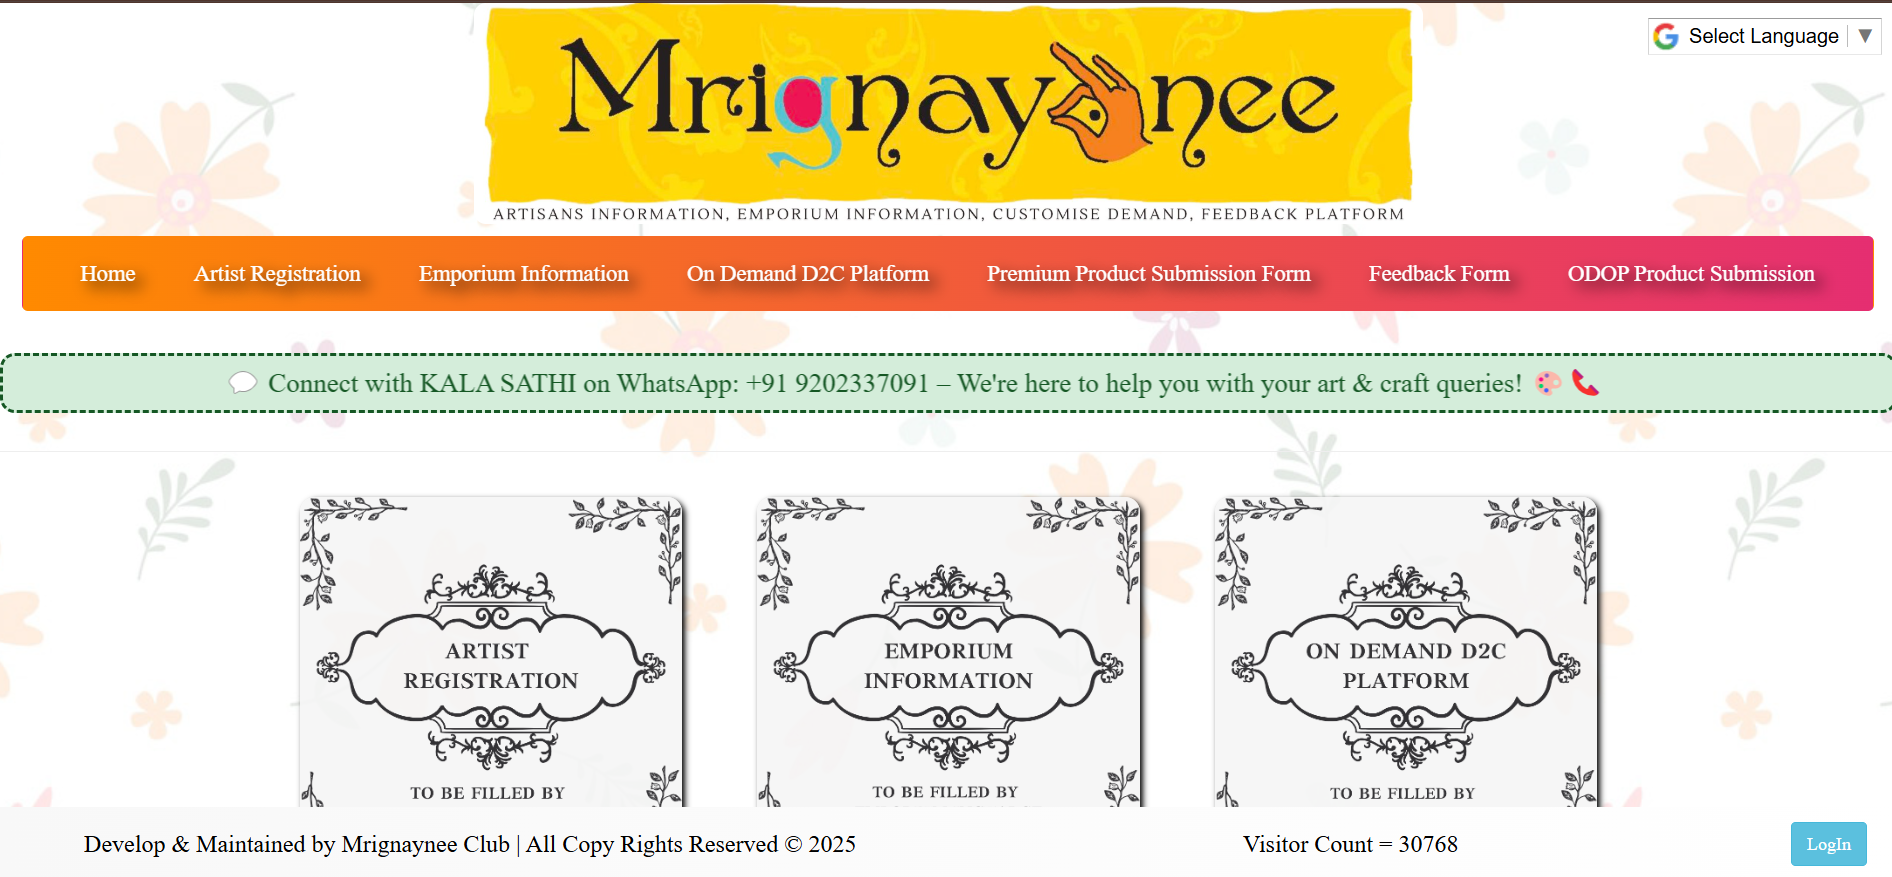 Mrignayanee
Select Language ▼
ARTISANS INFORMATION, EMPORIUM INFORMATION, CUSTOMISE DEMAND, FEEDBACK PLATFORM
Home Artist Registration Emporium Information On Demand D2C Platform Premium Product Submission Form Feedback Form ODOP Product Submission
💬 Connect with KALA SATHI on WhatsApp: +91 9202337091 – We're here to help you with your art & craft queries! 🎨 📞
ARTIST
REGISTRATION
TO BE FILLED BY
EMPORIUM
INFORMATION
TO BE FILLED BY
ON DEMAND D2C
PLATFORM
TO BE FILLED BY
Develop & Maintained by Mrignaynee Club | All Copy Rights Reserved © 2025
Visitor Count = 30768
LogIn